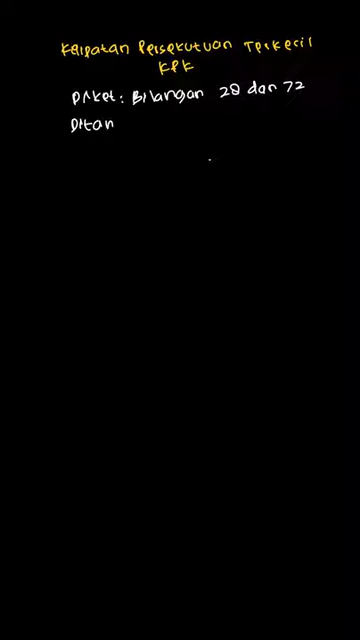 Kelipatan Persekutuan Terkecil
KPK
Diket : Bilangan 28 dan 72
Ditan